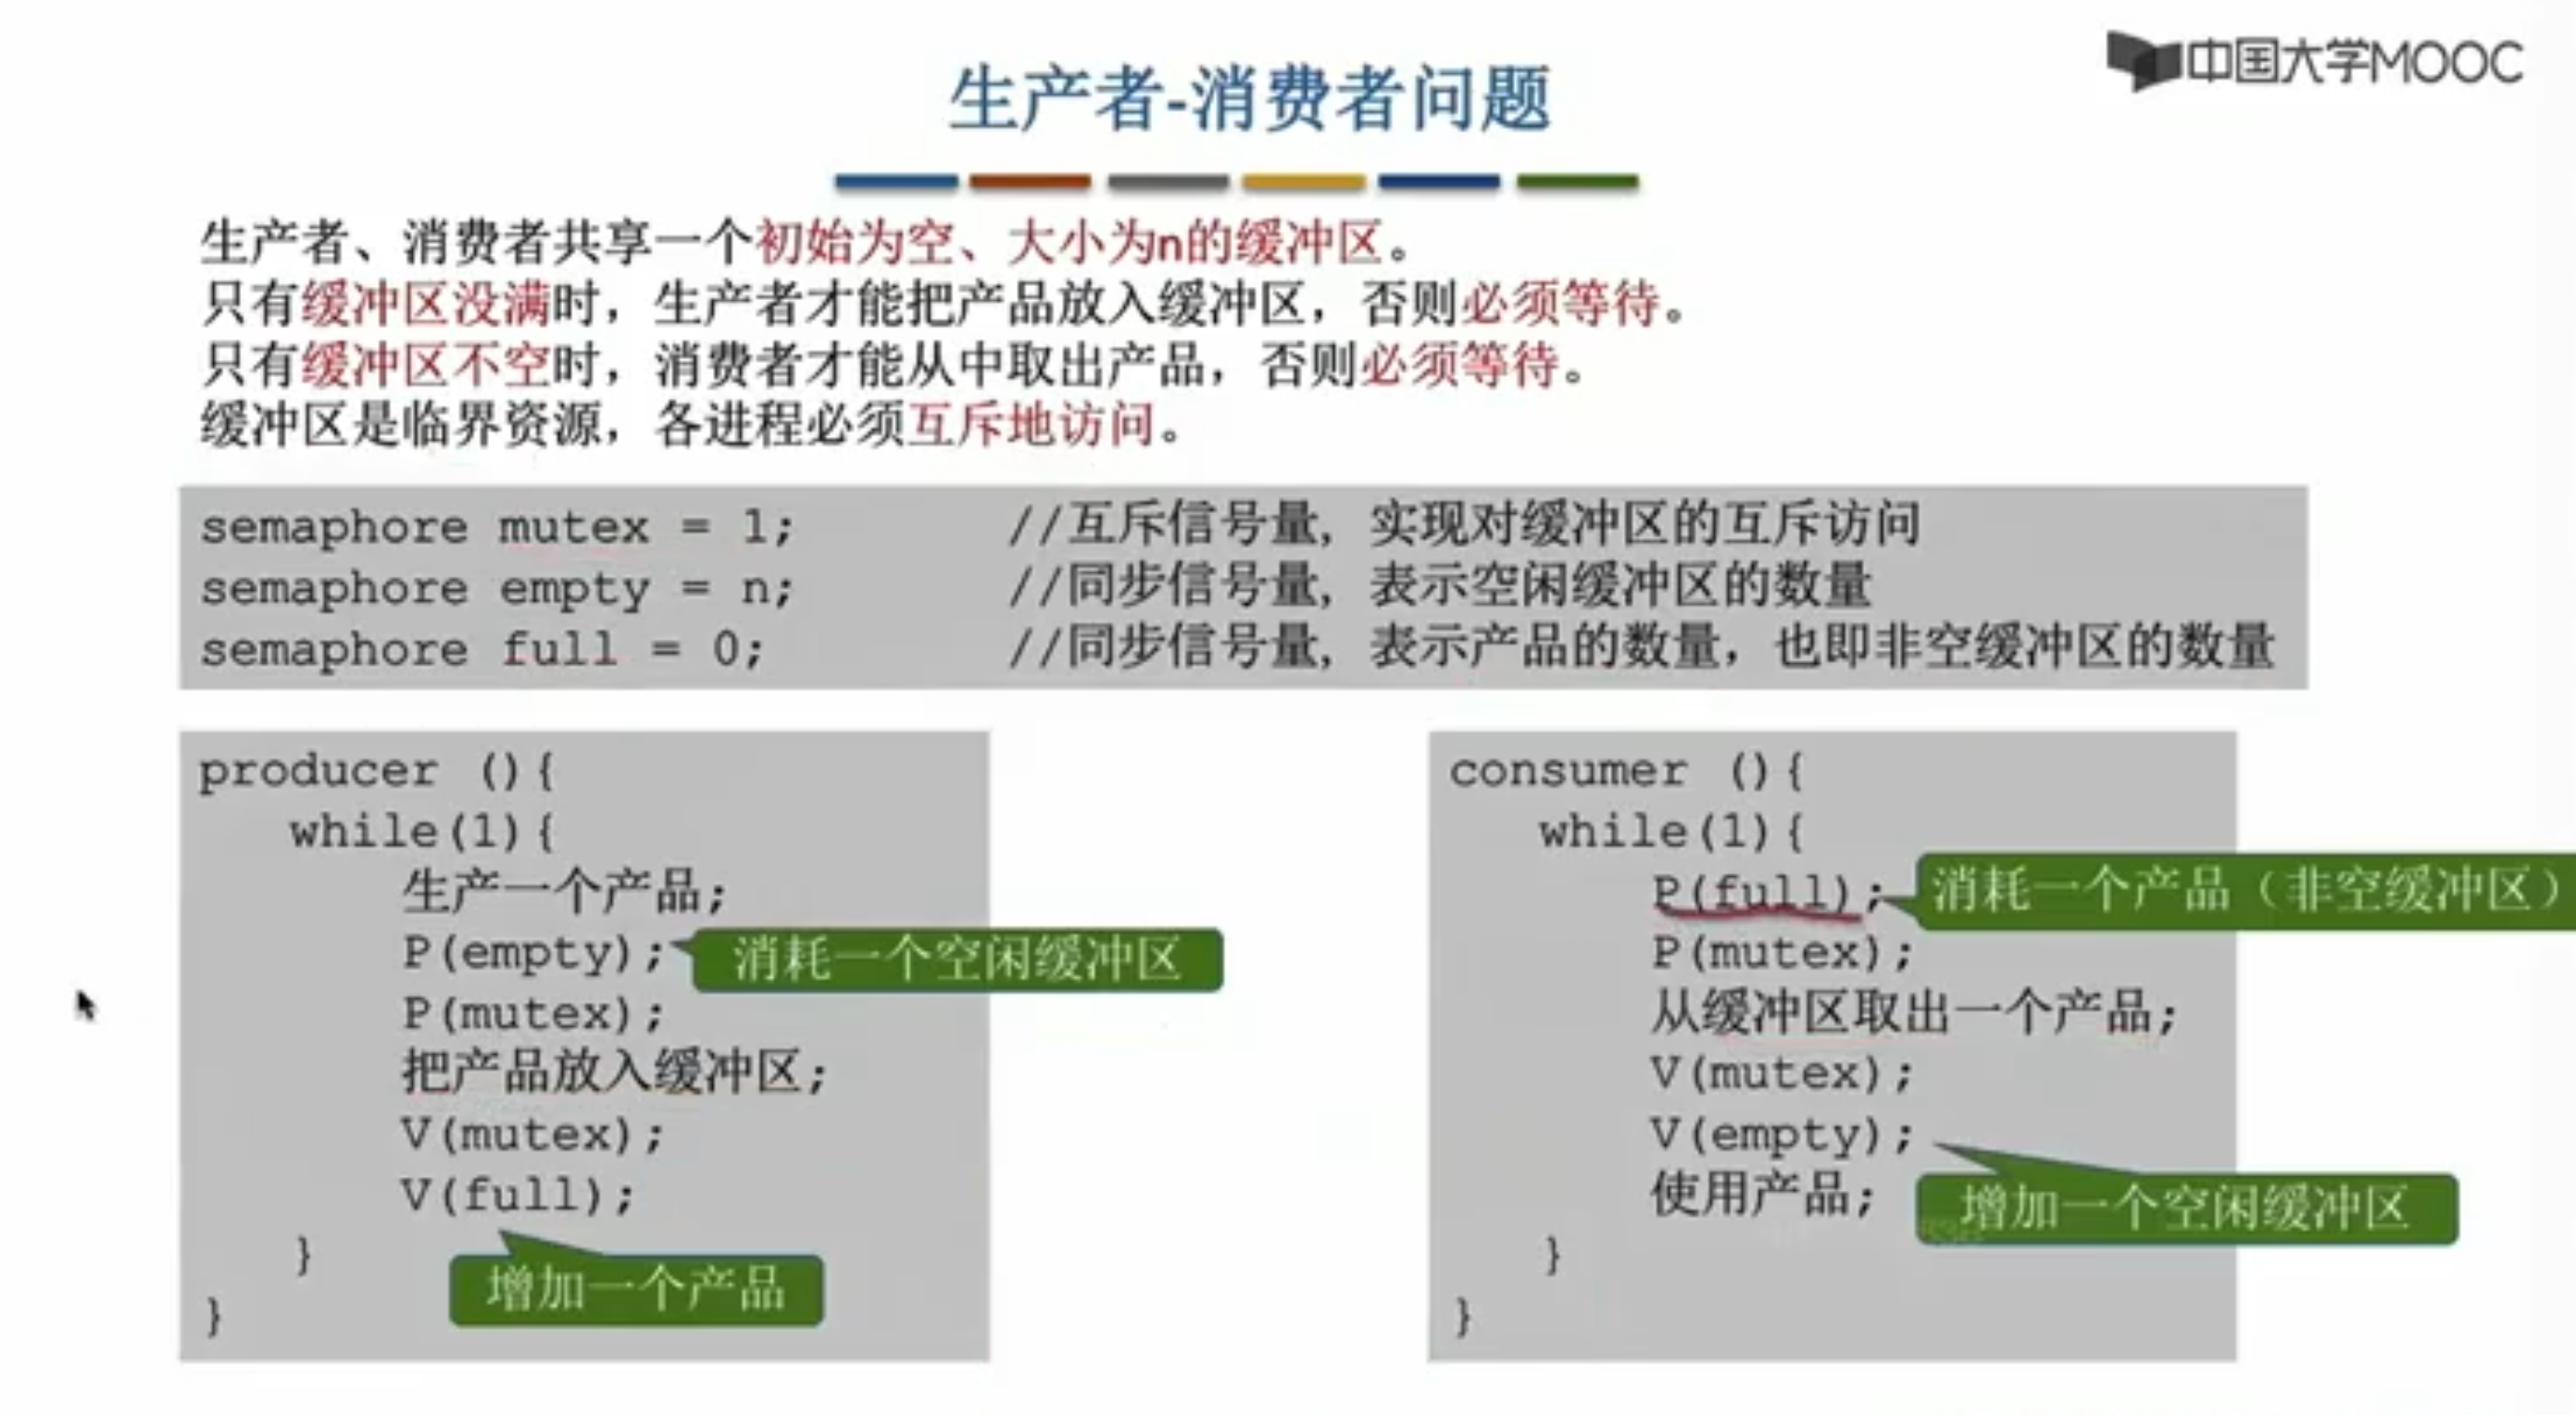 中国大学MOOC
生产者-消费者问题
生产者、消费者共享一个初始为空、大小为n的缓冲区。
只有缓冲区没满时，生产者才能把产品放入缓冲区，否则必须等待。
只有缓冲区不空时，消费者才能从中取出产品，否则必须等待。
缓冲区是临界资源，各进程必须互斥地访问。
semaphore mutex = 1; //互斥信号量，实现对缓冲区的互斥访问
semaphore empty = n; //同步信号量，表示空闲缓冲区的数量
semaphore full = 0; //同步信号量，表示产品的数量，也即非空缓冲区的数量
producer (){
while(1){
生产一个产品;
P(empty);
消耗一个空闲缓冲区
P(mutex);
把产品放入缓冲区;
V(mutex);
V(full);
增加一个产品
}
}
consumer (){
while(1){
P(full);
消耗一个产品（非空缓冲区）
P(mutex);
从缓冲区取出一个产品;
V(mutex);
V(empty);
增加一个空闲缓冲区
使用产品;
}
}